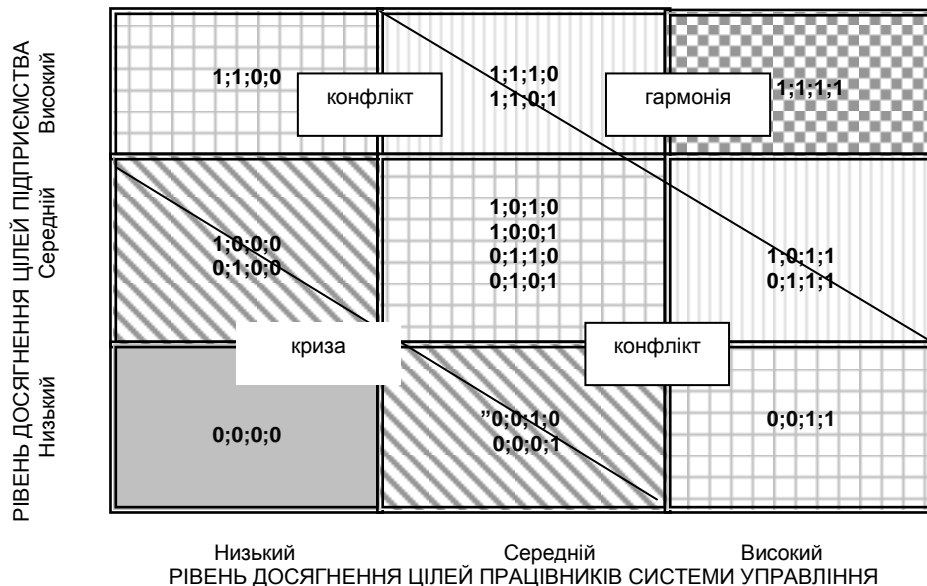 РІВЕНЬ ДОСЯГНЕННЯ ЦІЛЕЙ ПІДПРИЄМСТВА
Високий
Середній
Низький
1;1;0;0
конфлікт
1;1;1;0
1;1;0;1
гармонія
1;1;1;1
1;0;0;0
0;1;0;0
1;0;1;0
1;0;0;1
0;1;1;0
0;1;0;1
1;0;1;1
0;1;1;1
криза
конфлікт
0;0;0;0
”0;0;1;0
0;0;0;1
0;0;1;1
Низький
Середній
Високий
РІВЕНЬ ДОСЯГНЕННЯ ЦІЛЕЙ ПРАЦІВНИКІВ СИСТЕМИ УПРАВЛІННЯ